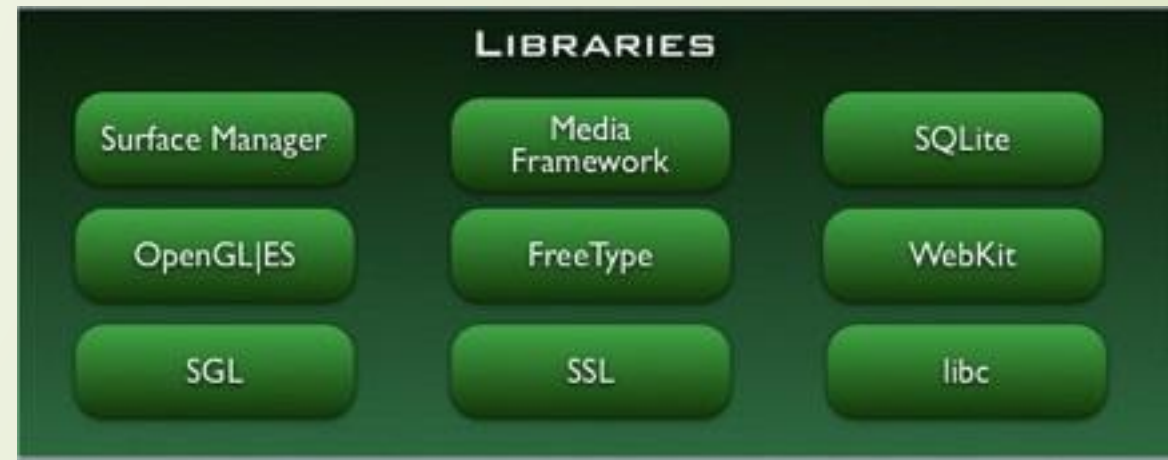 LIBRARIES
Surface Manager
Media
Framework
SQLite
OpenGL|ES
FreeType
WebKit
SGL
SSL
libc